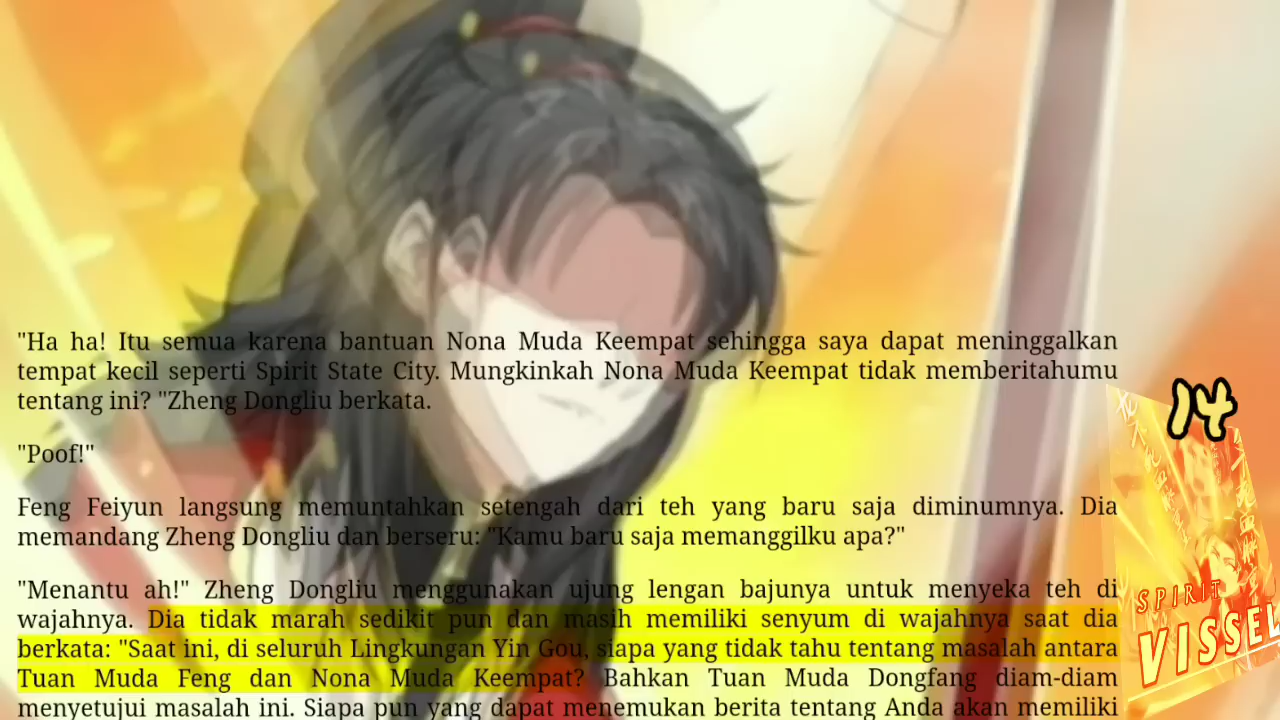 "Ha ha! Itu semua karena bantuan Nona Muda Keempat sehingga saya dapat meninggalkan
tempat kecil seperti Spirit State City. Mungkinkah Nona Muda Keempat tidak memberitahumu
tentang ini? "Zheng Dongliu berkata.
"Poof!"
Feng Feiyun langsung memuntahkan setengah dari teh yang baru saja diminumnya. Dia
memandang Zheng Dongliu dan berseru: "Kamu baru saja memanggilku apa?"
"Menantu ah!" Zheng Dongliu menggunakan ujung lengan bajunya untuk menyeka teh di
wajahnya. Dia tidak marah sedikit pun dan masih memiliki senyum di wajahnya saat dia
berkata: "Saat ini, di seluruh Lingkungan Yin Gou, siapa yang tidak tahu tentang masalah antara
Tuan Muda Feng dan Nona Muda Keempat? Bahkan Tuan Muda Dongfang diam-diam
menyetujui masalah ini. Siapa pun yang dapat menemukan berita tentang Anda akan memiliki
14
SPIRIT
VISSEL